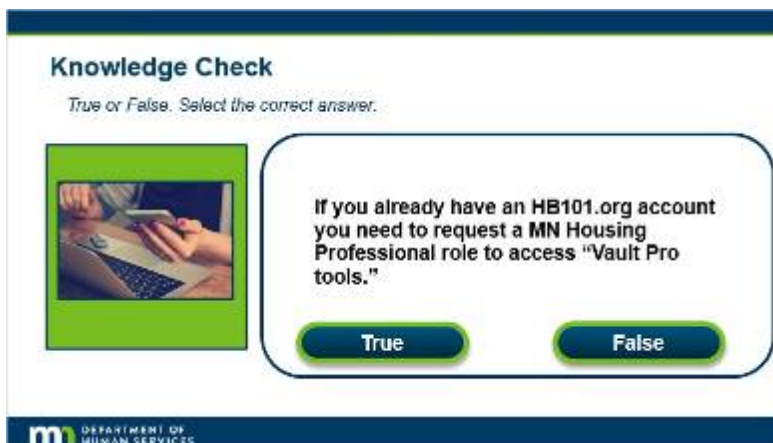 Knowledge Check
True or False. Select the correct answer.
If you already have an HB101.org account
you need to request a MN Housing
Professional role to access “Vault Pro
tools.”
True
False
mn DEPARTMENT OF
HUMAN SERVICES